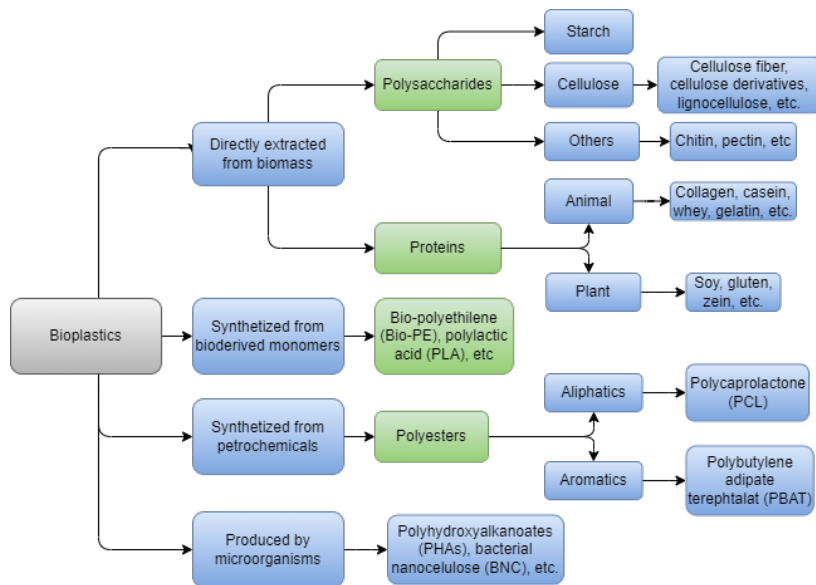 Starch
Polysaccharides
Cellulose
Cellulose fiber,
cellulose derivatives,
lignocellulose, etc.
Directly extracted
from biomass
Others
Chitin, pectin, etc
Animal
Collagen, casein,
whey, gelatin, etc.
Proteins
Plant
Soy, gluten,
zein, etc.
Bioplastics
Synthetized from
bioderived monomers
Bio-polyethilene
(Bio-PE), polylactic
acid (PLA), etc
Aliphatics
Polycaprolactone
(PCL)
Synthetized from
petrochemicals
Polyesters
Aromatics
Polybutylene
adipate
terephtalat (PBAT)
Produced by
microorganisms
Polyhydroxyalkanoates
(PHAs), bacterial
nanocelulose (BNC), etc.